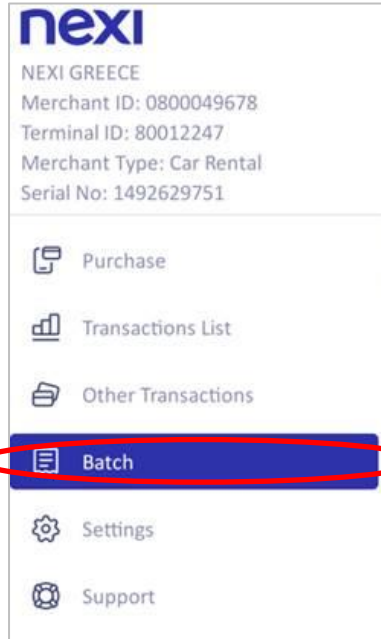 nexi
NEXI GREECE
Merchant ID: 0800049678
Terminal ID: 80012247
Merchant Type: Car Rental
Serial No: 1492629751
Purchase
Transactions List
Other Transactions
Batch
Settings
Support